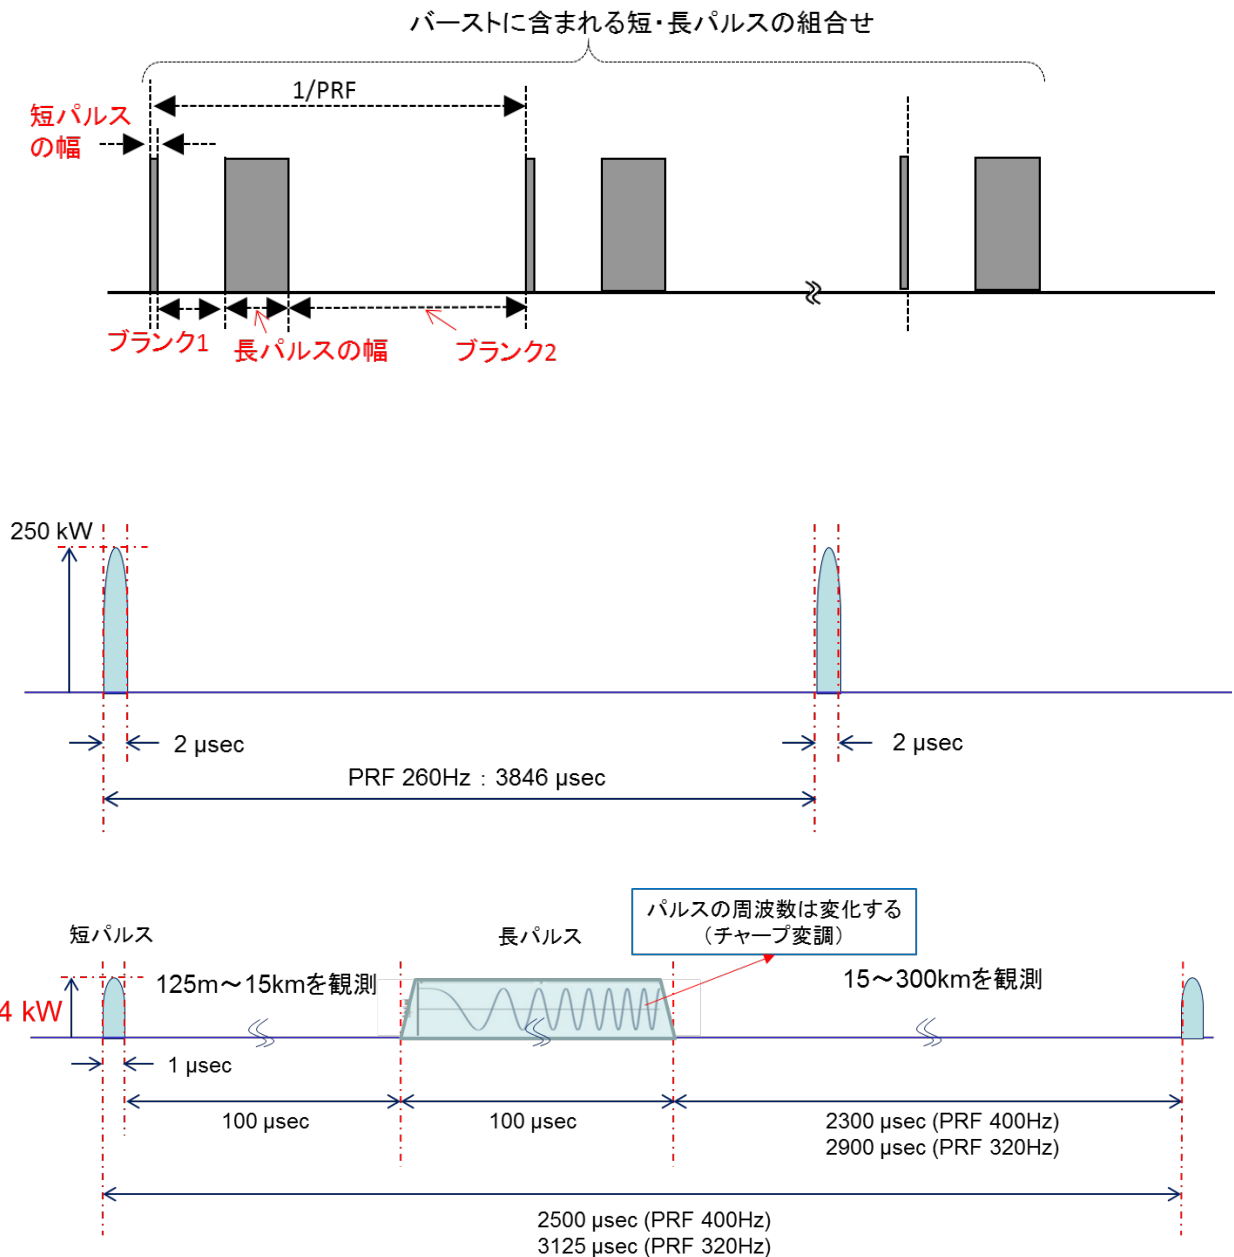 バーストに含まれる短・長パルスの組合せ
1/PRF
短パルス
の幅
ブランク1
長パルスの幅
ブランク2
250 kW
2 μsec
2 μsec
PRF 260Hz : 3846 μsec
パルスの周波数は変化する
(チャープ変調)
短パルス
長パルス
125m～15kmを観測
15～300kmを観測
4 kW
1 μsec
100 μsec
100 μsec
2300 μsec (PRF 400Hz)
2900 μsec (PRF 320Hz)
2500 μsec (PRF 400Hz)
3125 μsec (PRF 320Hz)